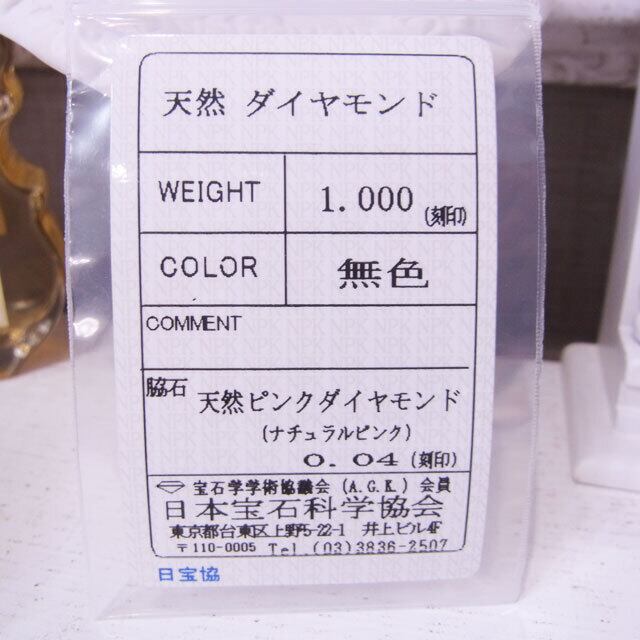 天然 ダイヤモンド
WEIGHT 1.000 (刻印)
COLOR 無色
COMMENT
脇石 天然ピンクダイヤモンド
(ナチュラルピンク)
0.04 (刻印)
宝石学学術協議会 (A.G.K.) 会員
日本宝石科学協会
東京都台東区上野5-22-1 井上ビル4F
〒110-0005 Tel (03)3836-2507
日宝協